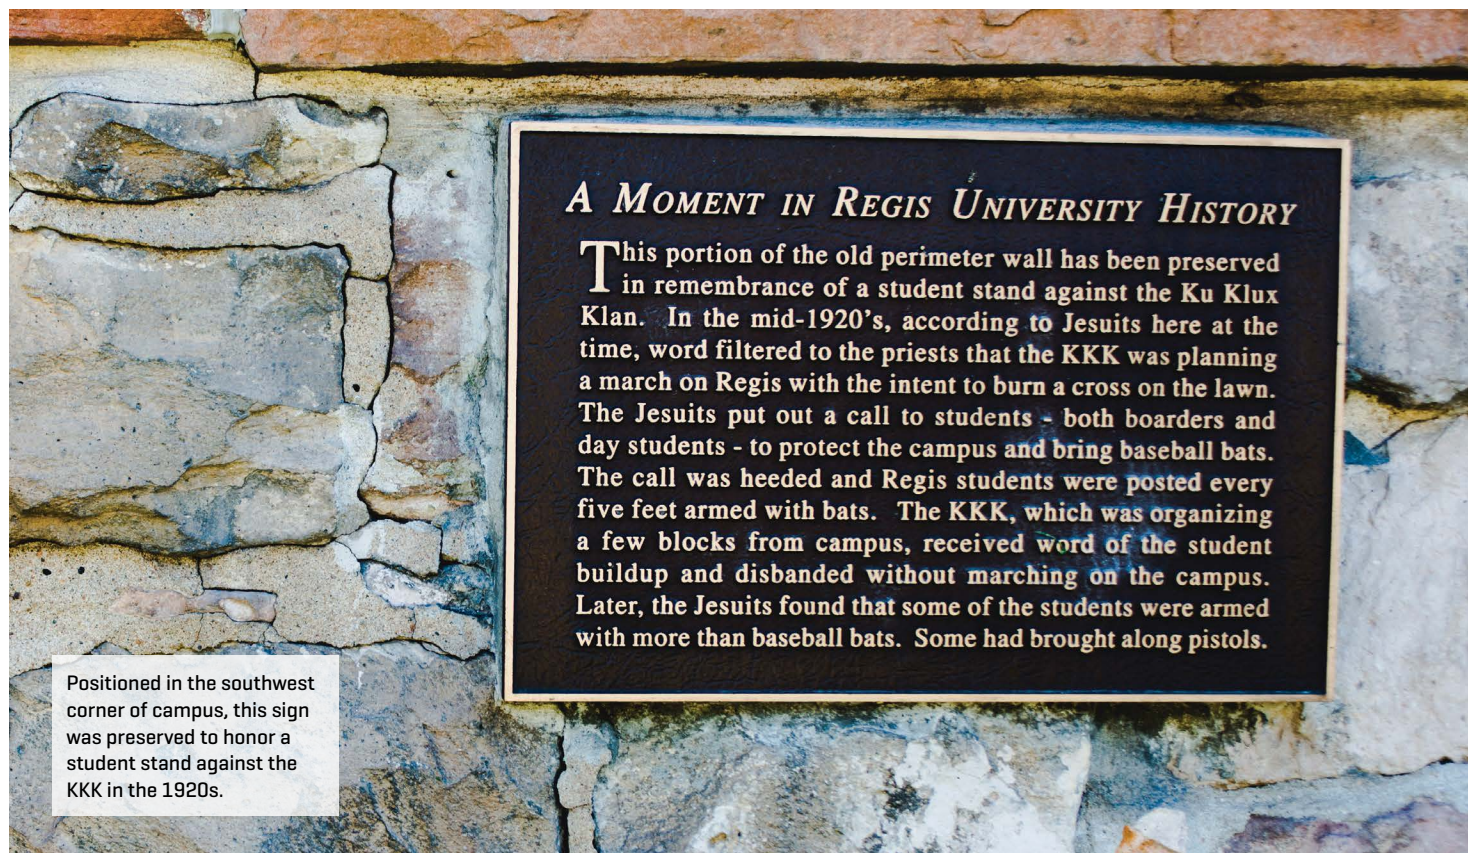 A MOMENT IN REGIS UNIVERSITY HISTORY
This portion of the old perimeter wall has been preserved
in remembrance of a student stand against the Ku Klux
Klan. In the mid-1920's, according to Jesuits here at the
time, word filtered to the priests that the KKK was planning
a march on Regis with the intent to burn a cross on the lawn.
The Jesuits put out a call to students - both boarders and
day students - to protect the campus and bring baseball bats.
The call was heeded and Regis students were posted every
five feet armed with bats. The KKK, which was organizing
a few blocks from campus, received word of the student
buildup and disbanded without marching on the campus.
Later, the Jesuits found that some of the students were armed
with more than baseball bats. Some had brought along pistols.
Positioned in the southwest
corner of campus, this sign
was preserved to honor a
student stand against the
KKK in the 1920s.